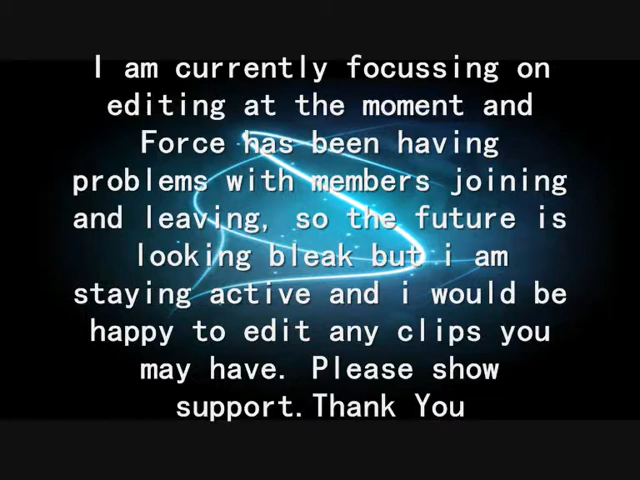 I am currently focussing on
editing at the moment and
Force has been having
problems with members joining
and leaving, so the future is
looking bleak but i am
staying active and i would be
happy to edit any clips you
may have. Please show
support.Thank You